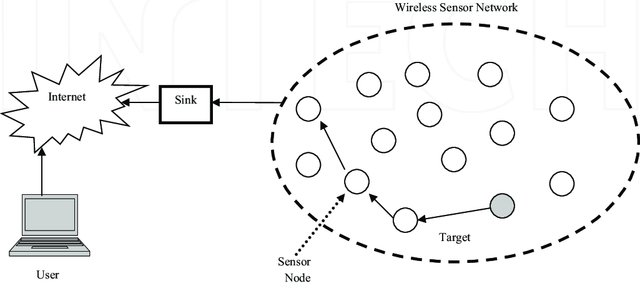 Wireless Sensor Network
Internet
Sink
Target
Sensor
Node
User